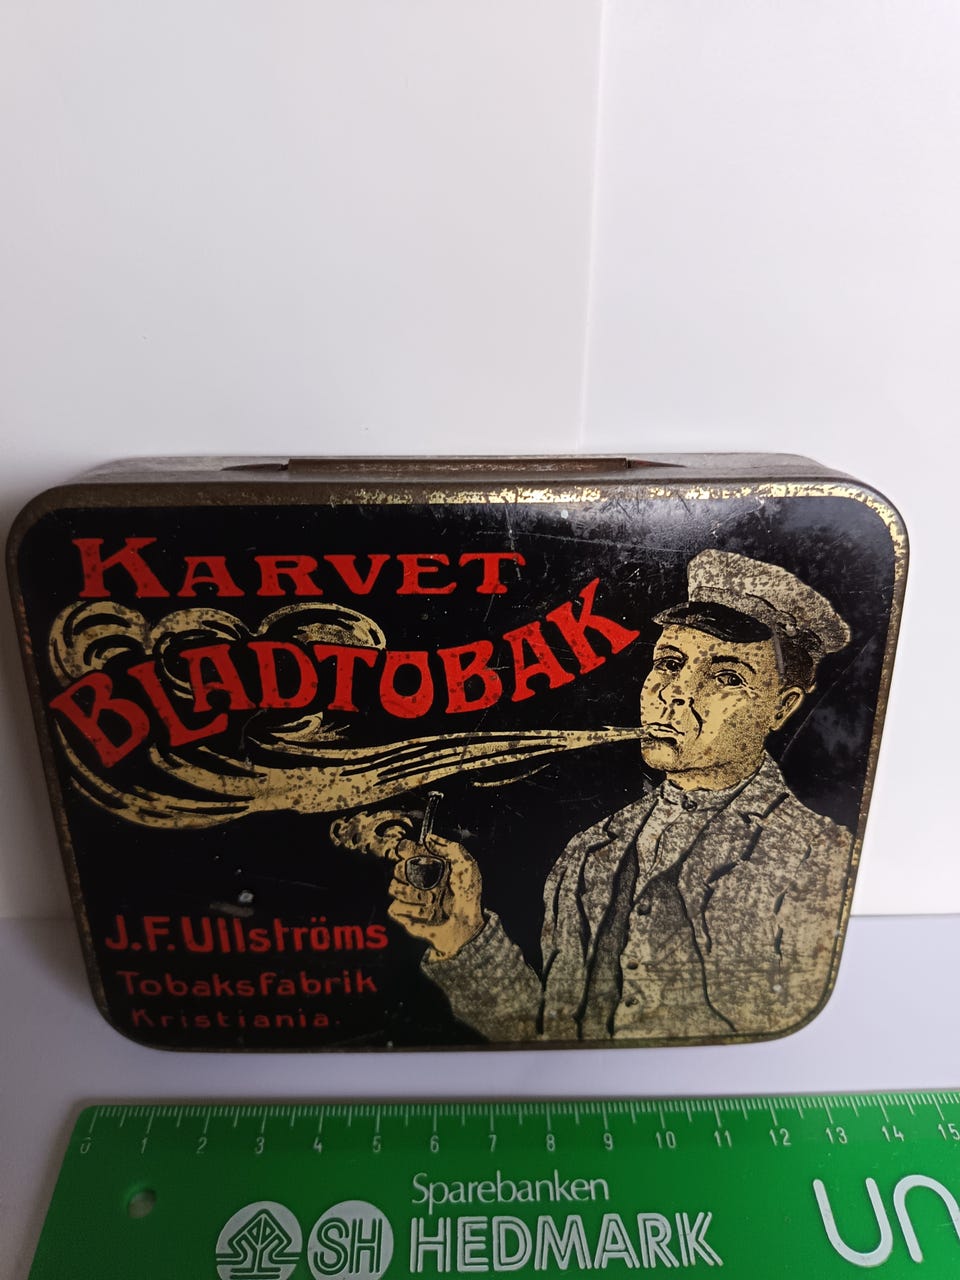 KARVET
BLADTOBAK
J.F. Ullströms
Tobaksfabrik
Kristiania.
0 1 2 3 4 5 6 7 8 9 10 11 12 13 14 15
Sparebanken
SH HEDMARK
un